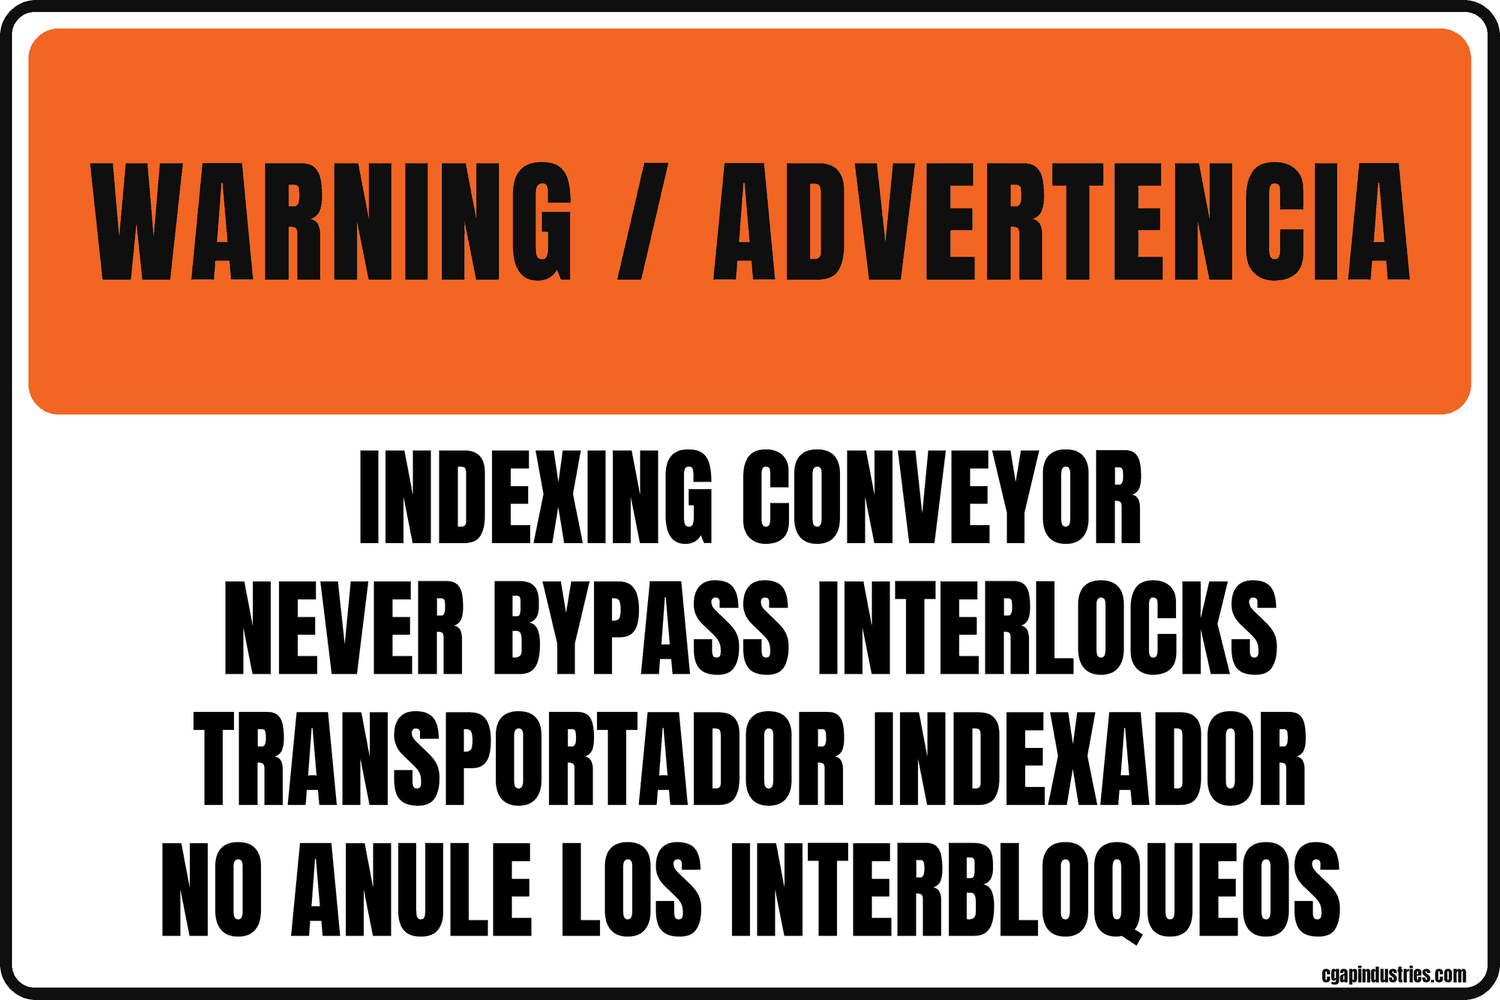 WARNING / ADVERTENCIA
INDEXING CONVEYOR
NEVER BYPASS INTERLOCKS
TRANSPORTADOR INDEXADOR
NO ANULE LOS INTERBLOQUEOS
cgapindustries.com